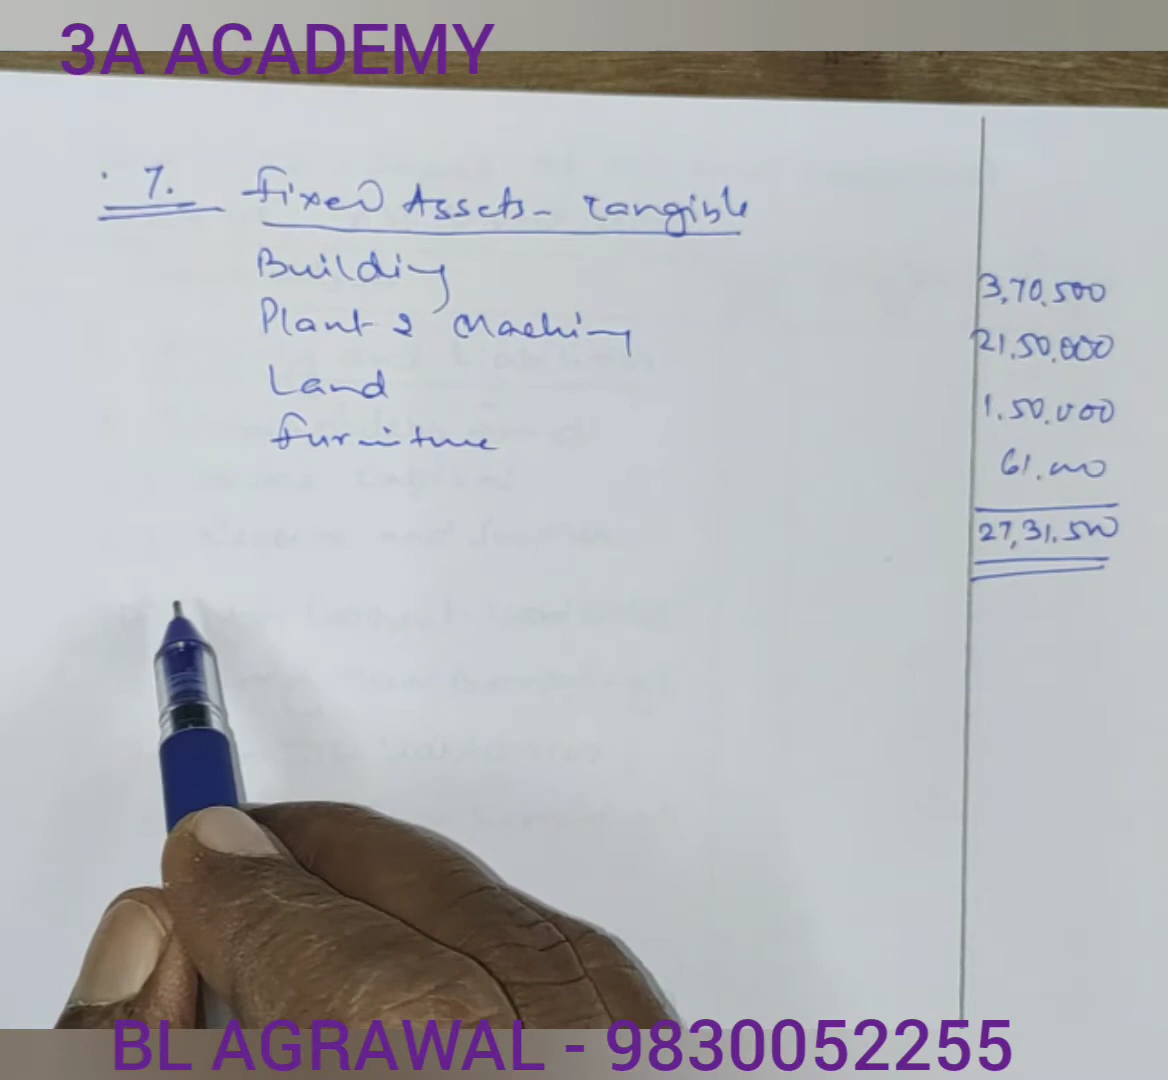 3A ACADEMY
7. Fixed Assets - Tangible
Building 3,70,500
Plant & Machiny 21,50,000
Land 1,50,000
Furniture 61,000
27,31,500
BL AGRAWAL - 9830052255